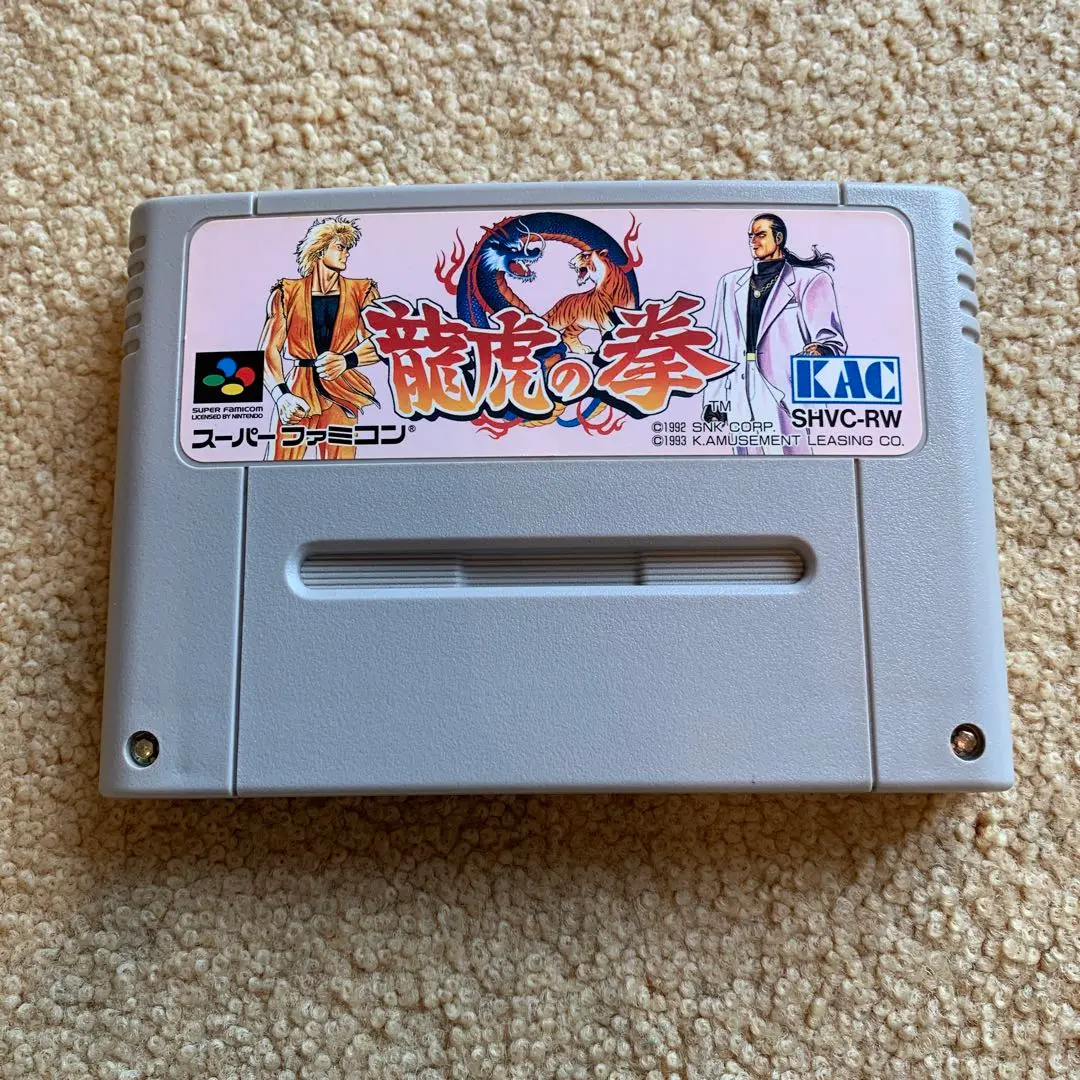 龍虎の拳
TM
SUPER FAMICOM
LICENSED BY NINTENDO
スーパーファミコン®
KAC
SHVC-RW
©1992 SNK CORP.
©1993 K.AMUSEMENT LEASING CO.